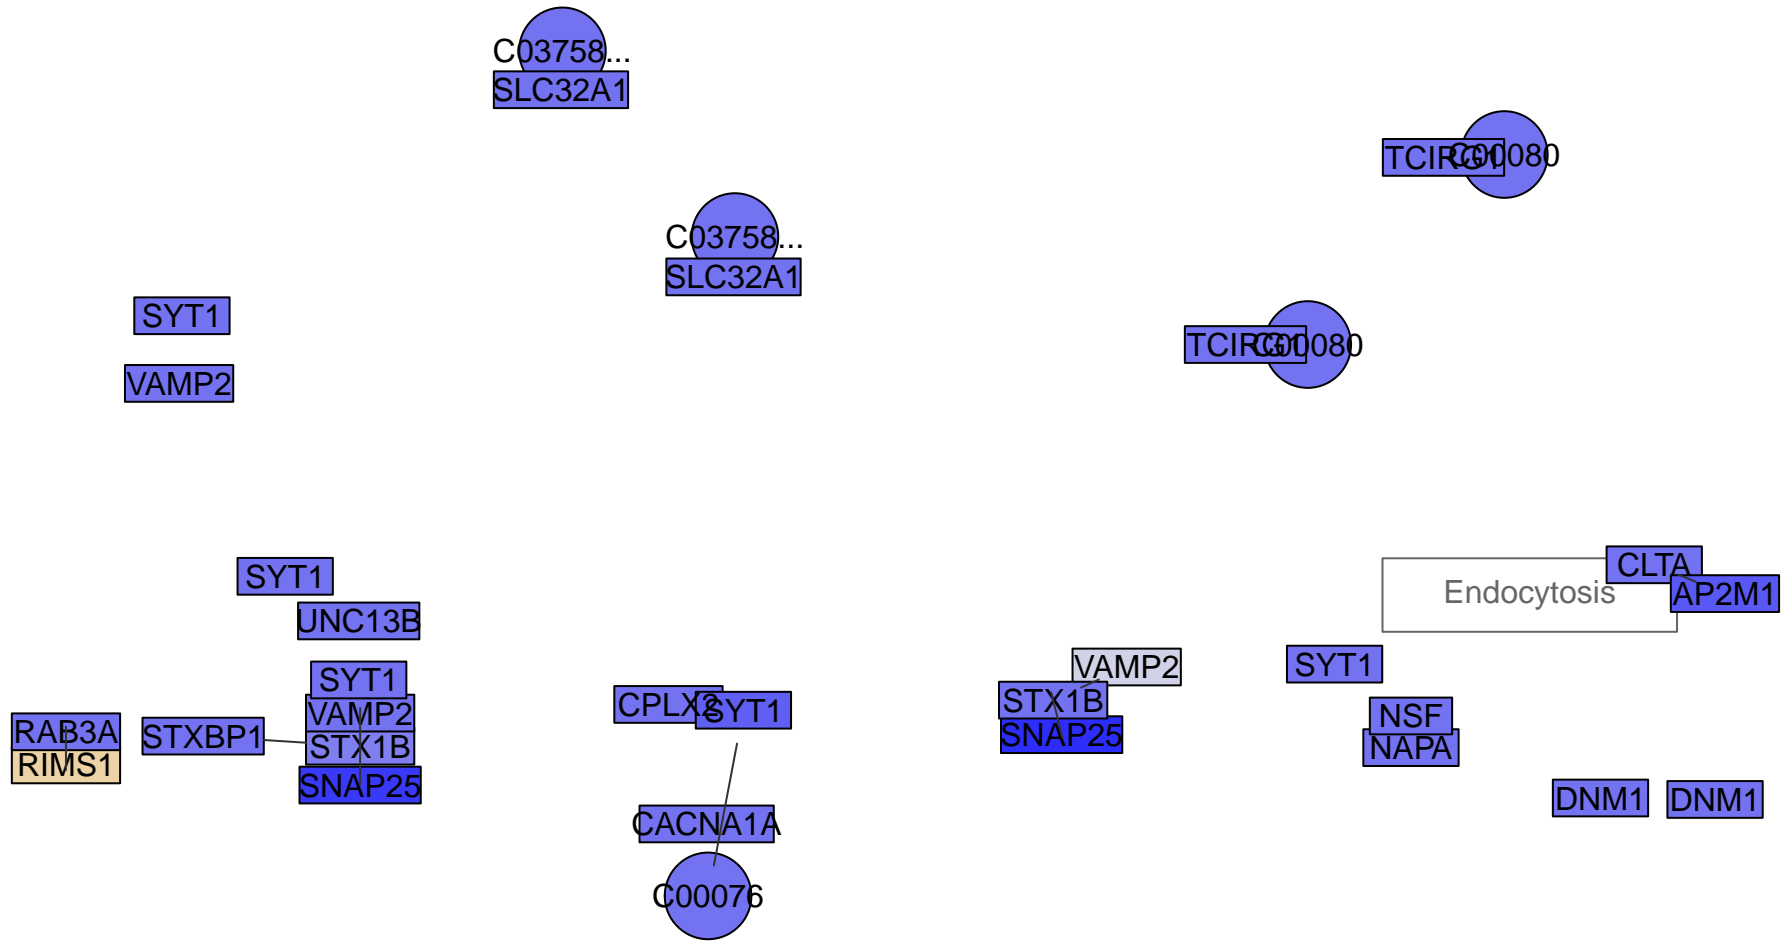 C03758...
SLC32A1
TCIRG1
C00080
C03758...
SLC32A1
SYT1
TCIRG1
C00080
VAMP2
SYT1
CLTA
Endocytosis
AP2M1
UNC13B
SYT1
VAMP2
SYT1
CPLX2
SYT1
STX1B
VAMP2
NSF
RAB3A
STXBP1
STX1B
SNAP25
NAPA
RIMS1
SNAP25
DNM1
DNM1
CACNA1A
C00076